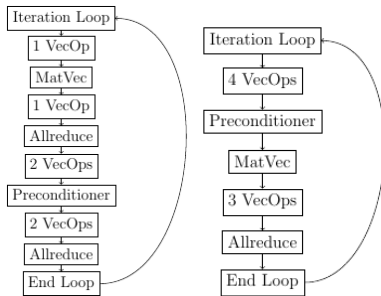 Iteration Loop
1 VecOp
MatVec
1 VecOp
Allreduce
2 VecOps
Preconditioner
2 VecOps
Allreduce
End Loop
Iteration Loop
4 VecOps
Preconditioner
MatVec
3 VecOps
Allreduce
End Loop